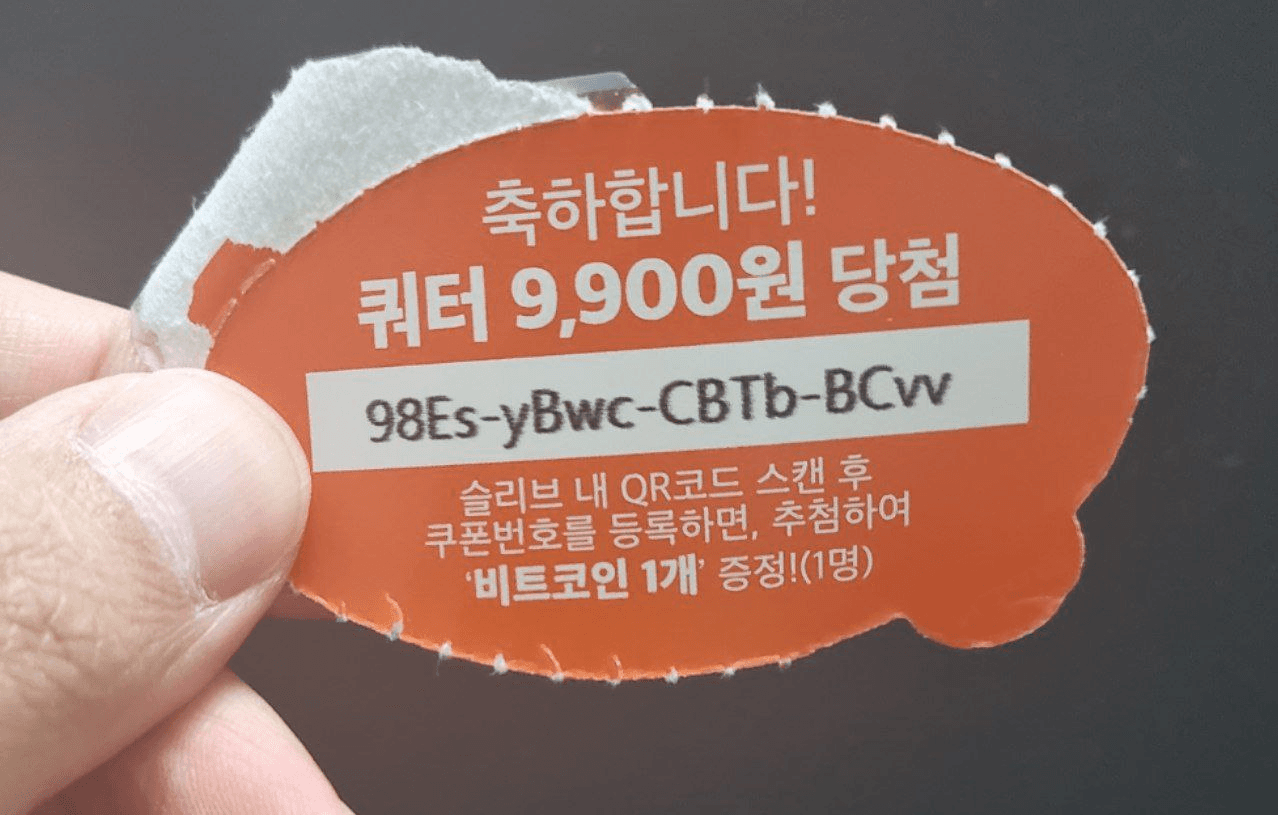 축하합니다!
쿼터 9,900원 당첨
98Es-yBwc-CBTb-BCvv
슬리브 내 QR코드 스캔 후
쿠폰번호를 등록하면, 추첨하여
‘비트코인 1개’ 증정!(1명)